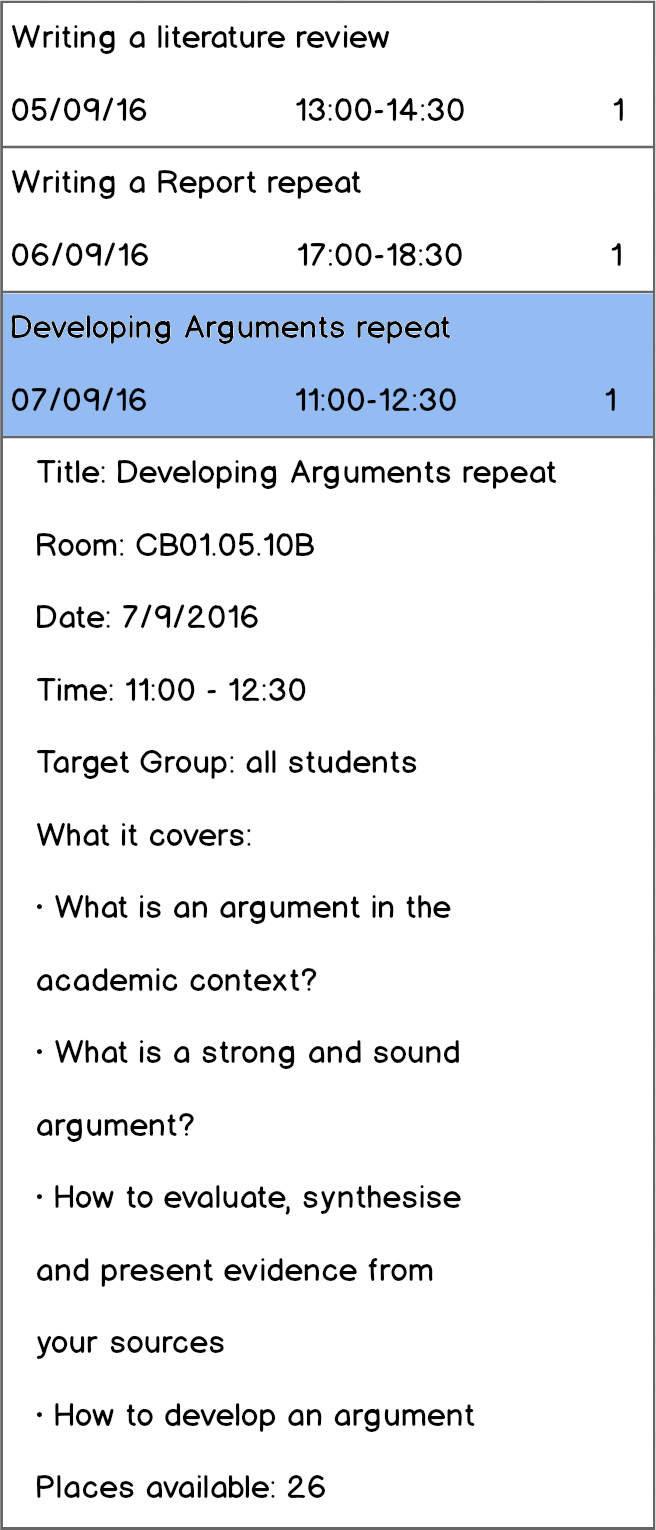 Writing a literature review
05/09/16 13:00-14:30 1
Writing a Report repeat
06/09/16 17:00-18:30 1
Developing Arguments repeat
07/09/16 11:00-12:30 1
Title: Developing Arguments repeat
Room: CB01.05.10B
Date: 7/9/2016
Time: 11:00 - 12:30
Target Group: all students
What it covers:
· What is an argument in the
academic context?
· What is a strong and sound
argument?
· How to evaluate, synthesise
and present evidence from
your sources
· How to develop an argument
Places available: 26